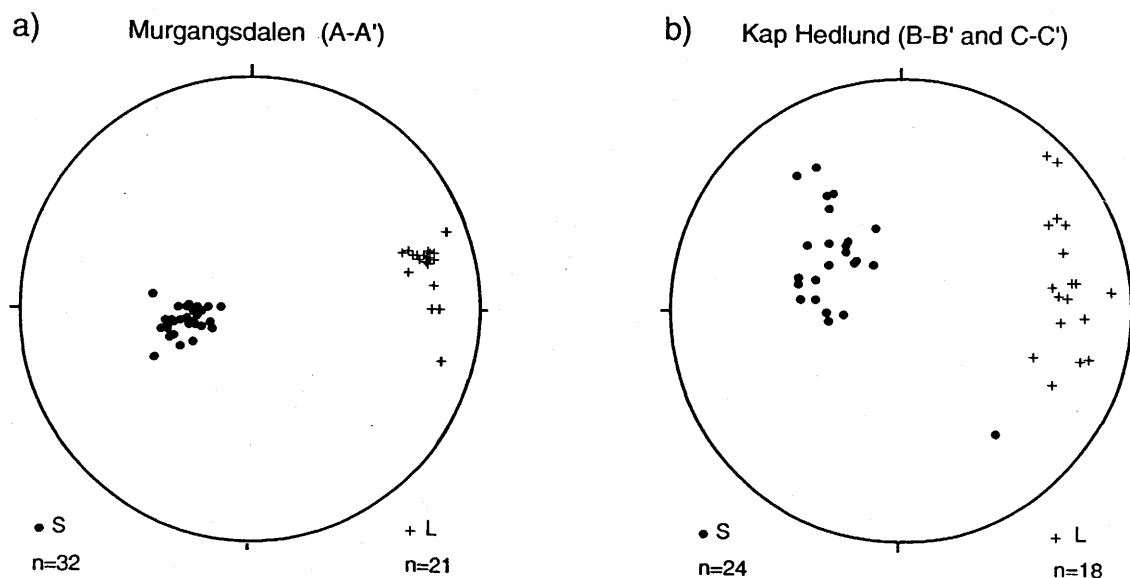 a) Murgangsdalen (A-A')
S
n=32
+ L
n=21
b) Kap Hedlund (B-B' and C-C')
S
n=24
+ L
n=18